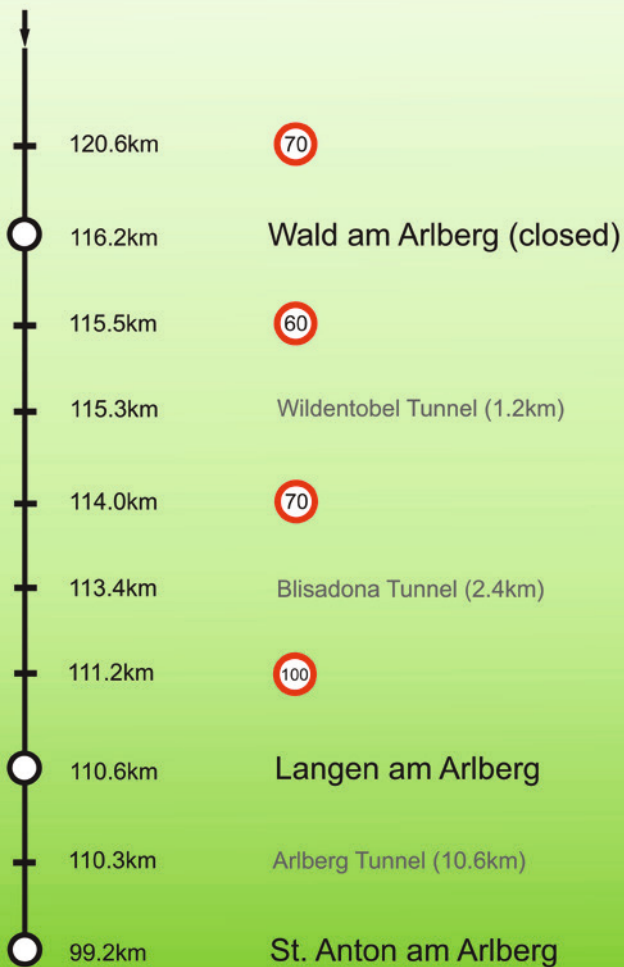 120.6km 70
116.2km Wald am Arlberg (closed)
115.5km 60
115.3km Wildentobel Tunnel (1.2km)
114.0km 70
113.4km Blisadona Tunnel (2.4km)
111.2km 100
110.6km Langen am Arlberg
110.3km Arlberg Tunnel (10.6km)
99.2km St. Anton am Arlberg